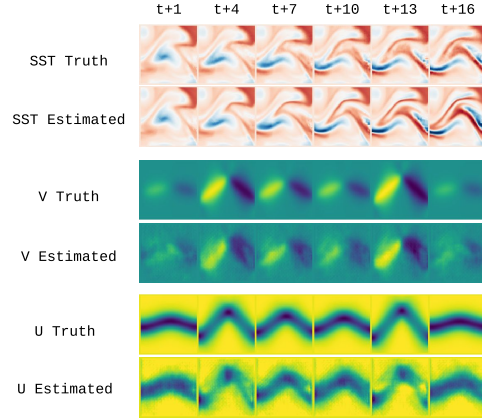 t+1 t+4 t+7 t+10 t+13 t+16
SST Truth
SST Estimated
V Truth
V Estimated
U Truth
U Estimated